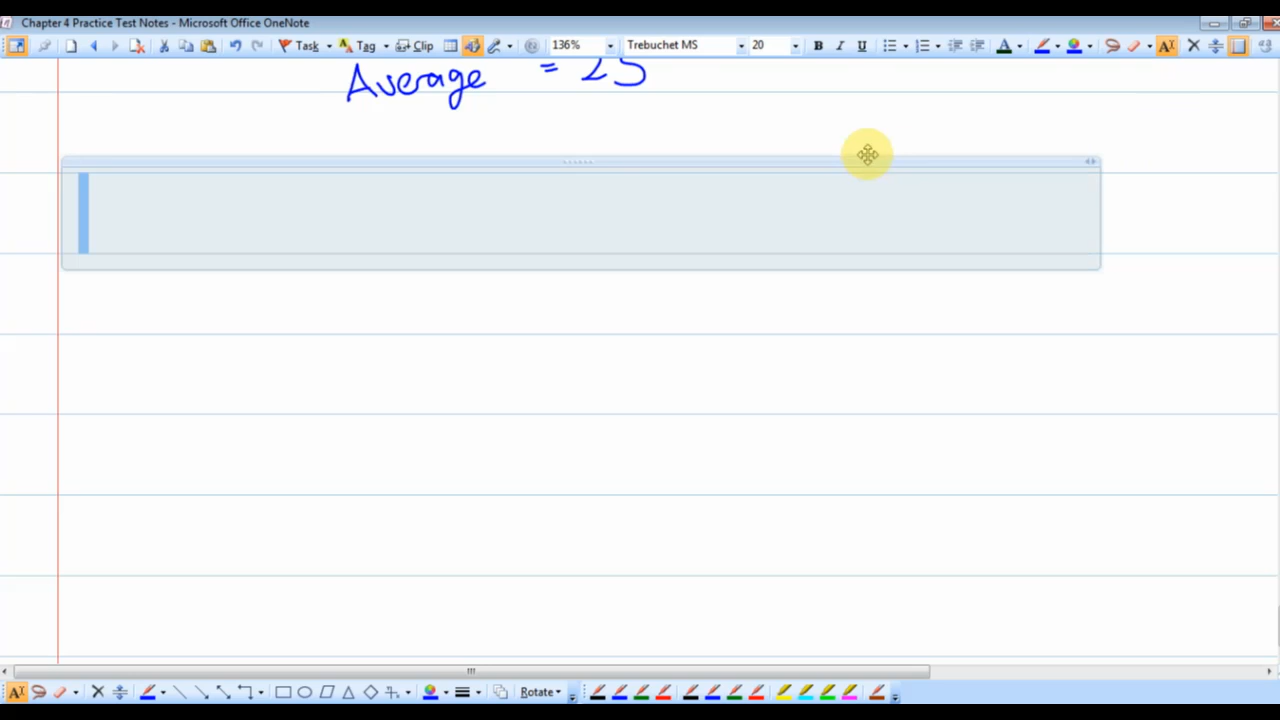 Chapter 4 Practice Test Notes - Microsoft Office OneNote
Task Tag Clip 136% Trebuchet MS 20 B I U A A
Average = 25
A Rotate